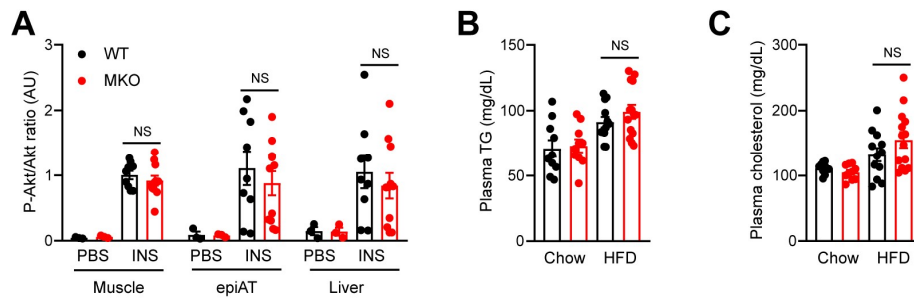 A
P-Akt/Akt ratio (AU)
3
2
1
0
WT
MKO
NS
NS
NS
PBS INS PBS INS PBS INS
Muscle epiAT Liver
B
Plasma TG (mg/dL)
150
100
50
0
NS
Chow HFD
C
Plasma cholesterol (mg/dL)
300
200
100
0
NS
Chow HFD